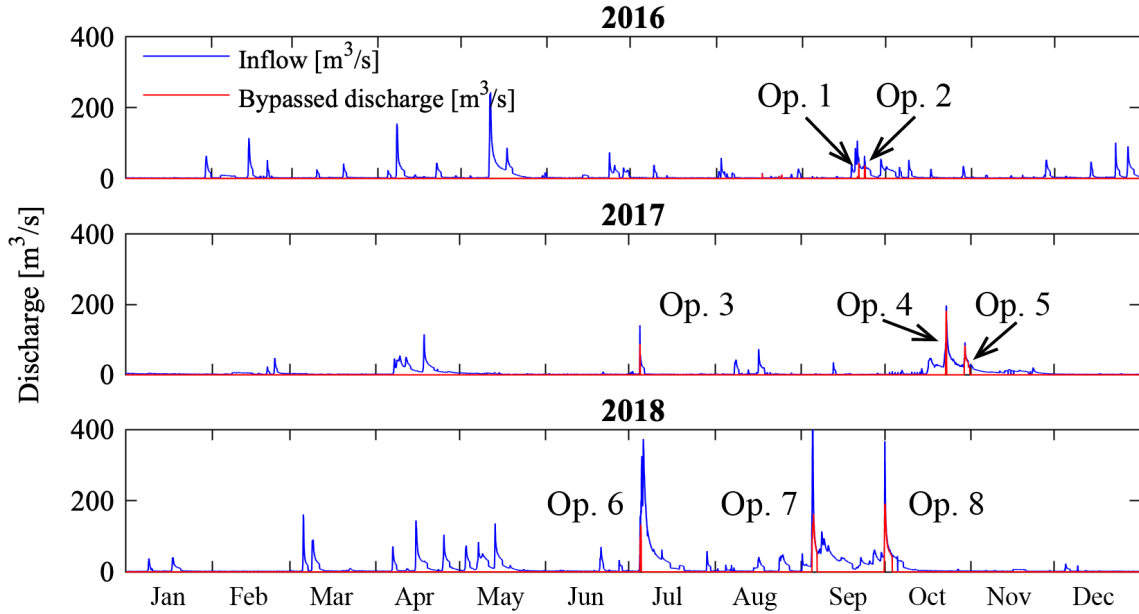 2016
400
Inflow [m³/s]
Bypassed discharge [m³/s]
200
Op. 1
Op. 2
0
2017
400
200
Op. 3
Op. 4
Op. 5
0
Discharge [m³/s]
2018
400
200
Op. 6
Op. 7
Op. 8
0
Jan Feb Mar Apr May Jun Jul Aug Sep Oct Nov Dec